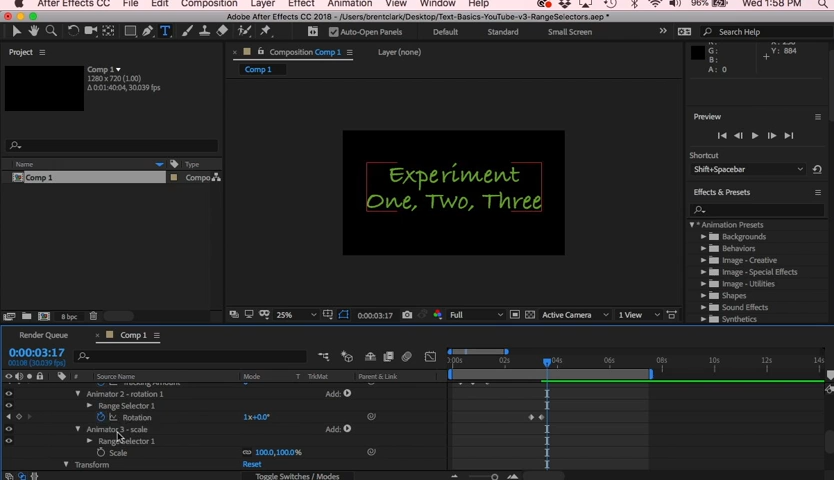 After Effects CC File Edit Composition Layer Effect Animation View Window Help 96% Wed 1:58 PM
Adobe After Effects CC 2018 - /Users/brentclark/Desktop/Text-Basics-YouTube-v3-RangeSelectors.aep *
Auto-Open Panels Default Standard Small Screen Search Help
Project
Composition Comp 1
Layer (none)
Comp 1
Comp 1
1280 x 720 (1.00)
Δ 0:01:40:04, 30.039 fps
Name Type
Comp 1 Compo
G:
B:
A: 0
Y: 884
Preview
Shortcut
Shift+Spacebar
Effects & Presets
* Animation Presets
Backgrounds
Behaviors
Image - Creative
Image - Special Effects
Image - Utilities
Shapes
Sound Effects
Synthetics
Experiment
One, Two, Three
8 bpc
25% 0:00:03:17 Full Active Camera 1 View
Render Queue
Comp 1
0:00:03:17
00108 (30.039 fps)
# Source Name Mode T TrkMat Parent & Link
:00s 02s 04s 06s 08s 10s 12s 14s
Tracking Amount
Animator 2 - rotation 1 Add:
Range Selector 1
Rotation 1x+0.0°
Animator 3 - scale Add:
Range Selector 1
Scale 100.0,100.0%
Transform Reset
Toggle Switches / Modes